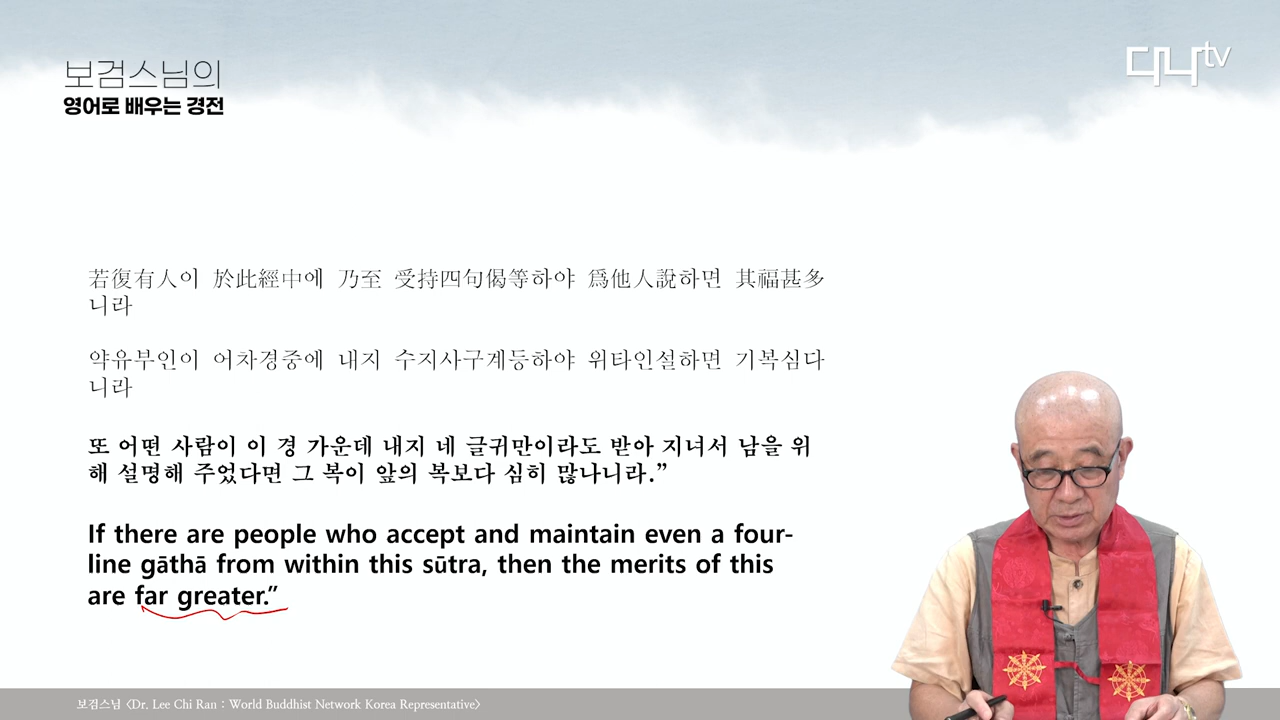 보검스님의
영어로 배우는 경전
다나tv
若復有人이 於此經中에 乃至 受持四句偈等하야 爲他人說하면 其福甚多
니라
약유부인이 어차경중에 내지 수지사구게등하야 위타인설하면 기복심다
니라
또 어떤 사람이 이 경 가운데 내지 네 글귀만이라도 받아 지녀서 남을 위
해 설명해 주었다면 그 복이 앞의 복보다 심히 많나니라.”
If there are people who accept and maintain even a four-
line gāthā from within this sūtra, then the merits of this
are far greater.”
보검스님 <Dr. Lee Chi Ran : World Buddhist Network Korea Representative>